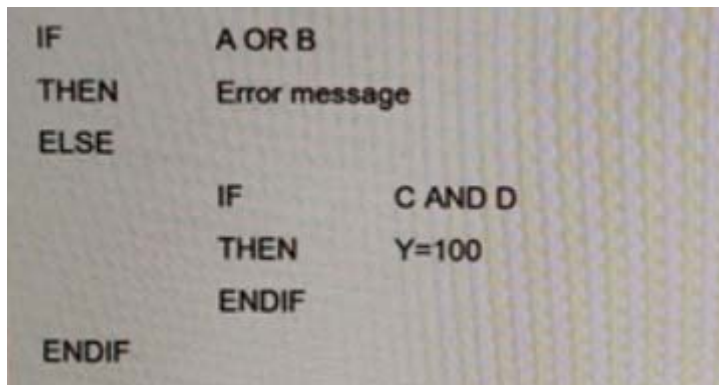 IF A OR B
THEN Error message
ELSE
IF C AND D
THEN Y=100
ENDIF
ENDIF